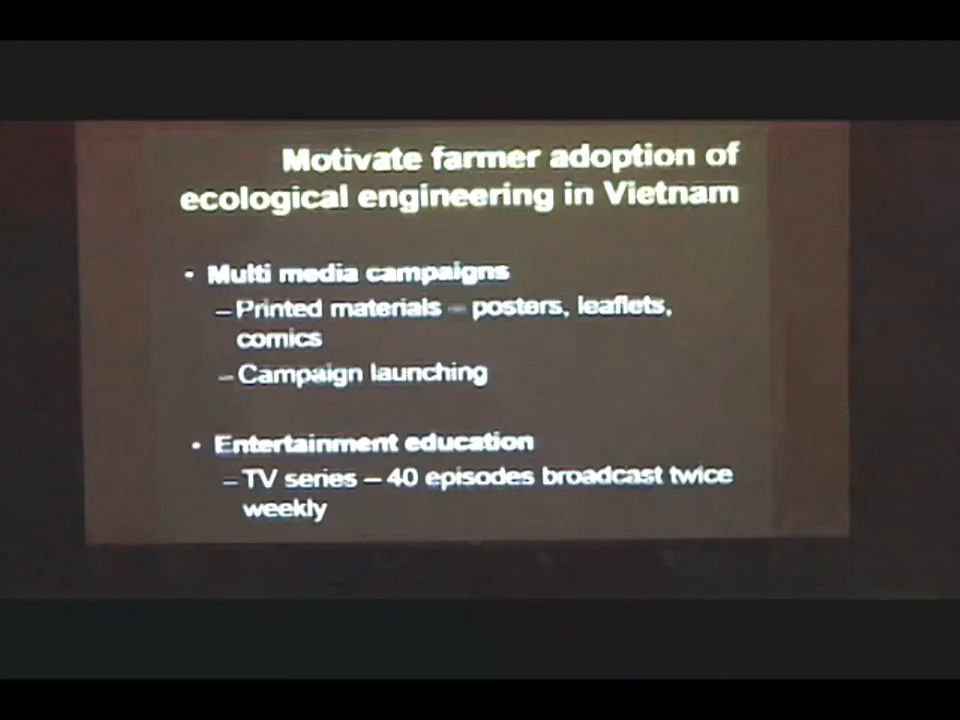 Motivate farmer adoption of
ecological engineering in Vietnam
• Multi media campaigns
– Printed materials – posters, leaflets,
comics
– Campaign launching
• Entertainment education
– TV series – 40 episodes broadcast twice
weekly